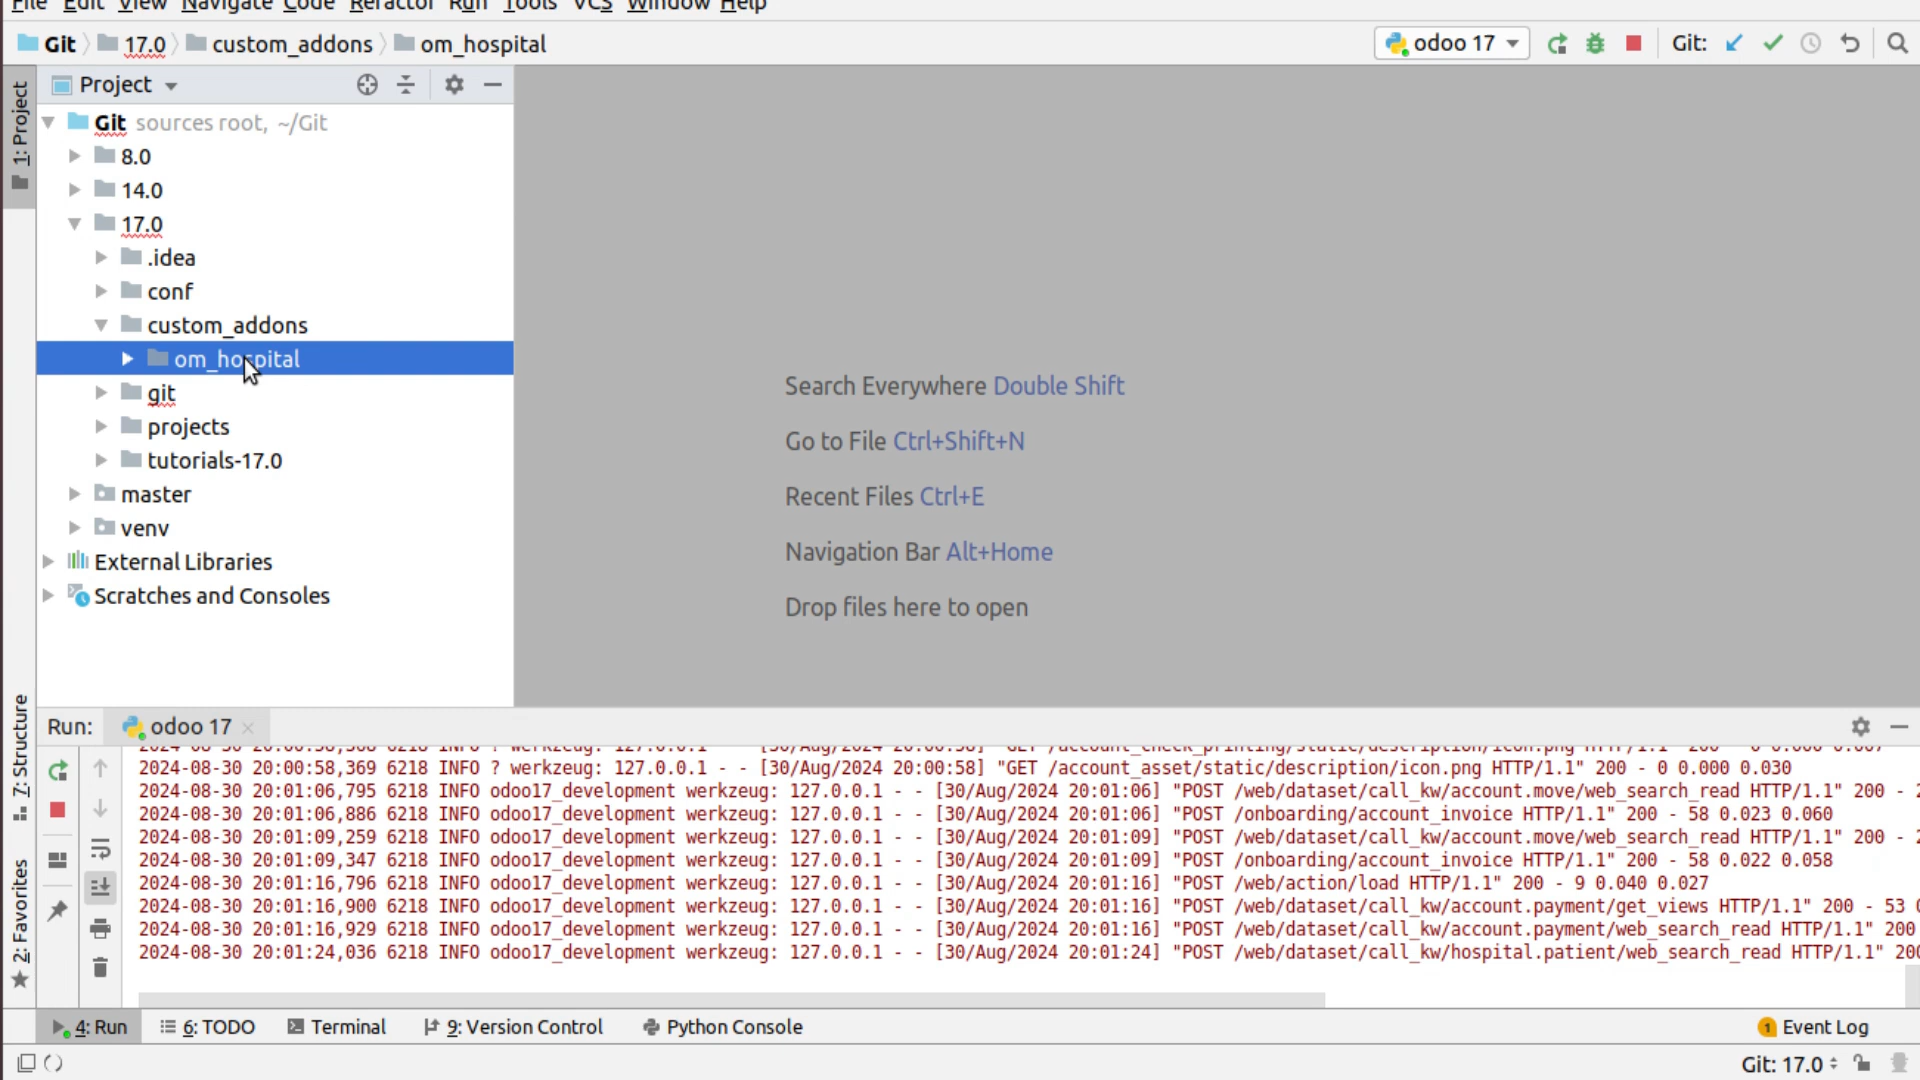 File Edit View Navigate Code Refactor Run Tools VCS Window Help
Git 17.0 custom_addons om_hospital odoo 17 Git:
1: Project
Project
Git sources root, ~/Git
8.0
14.0
17.0
.idea
conf
custom_addons
om_hospital
git
projects
tutorials-17.0
master
venv
External Libraries
Scratches and Consoles
Search Everywhere Double Shift
Go to File Ctrl+Shift+N
Recent Files Ctrl+E
Navigation Bar Alt+Home
Drop files here to open
7: Structure
2: Favorites
Run: odoo 17
2024-08-30 20:00:58,369 6218 INFO ? werkzeug: 127.0.0.1 - - [30/Aug/2024 20:00:58] "GET /account_asset/static/description/icon.png HTTP/1.1" 200 - 0 0.000 0.030
2024-08-30 20:01:06,795 6218 INFO odoo17_development werkzeug: 127.0.0.1 - - [30/Aug/2024 20:01:06] "POST /web/dataset/call_kw/account.move/web_search_read HTTP/1.1" 200 - 2
2024-08-30 20:01:06,886 6218 INFO odoo17_development werkzeug: 127.0.0.1 - - [30/Aug/2024 20:01:06] "POST /onboarding/account_invoice HTTP/1.1" 200 - 58 0.023 0.060
2024-08-30 20:01:09,259 6218 INFO odoo17_development werkzeug: 127.0.0.1 - - [30/Aug/2024 20:01:09] "POST /web/dataset/call_kw/account.move/web_search_read HTTP/1.1" 200 - 2
2024-08-30 20:01:09,347 6218 INFO odoo17_development werkzeug: 127.0.0.1 - - [30/Aug/2024 20:01:09] "POST /onboarding/account_invoice HTTP/1.1" 200 - 58 0.022 0.058
2024-08-30 20:01:16,796 6218 INFO odoo17_development werkzeug: 127.0.0.1 - - [30/Aug/2024 20:01:16] "POST /web/action/load HTTP/1.1" 200 - 9 0.040 0.027
2024-08-30 20:01:16,900 6218 INFO odoo17_development werkzeug: 127.0.0.1 - - [30/Aug/2024 20:01:16] "POST /web/dataset/call_kw/account.payment/get_views HTTP/1.1" 200 - 53 0
2024-08-30 20:01:16,929 6218 INFO odoo17_development werkzeug: 127.0.0.1 - - [30/Aug/2024 20:01:16] "POST /web/dataset/call_kw/account.payment/web_search_read HTTP/1.1" 200
2024-08-30 20:01:24,036 6218 INFO odoo17_development werkzeug: 127.0.0.1 - - [30/Aug/2024 20:01:24] "POST /web/dataset/call_kw/hospital.patient/web_search_read HTTP/1.1" 200
4: Run 6: TODO Terminal 9: Version Control Python Console 1 Event Log
Git: 17.0